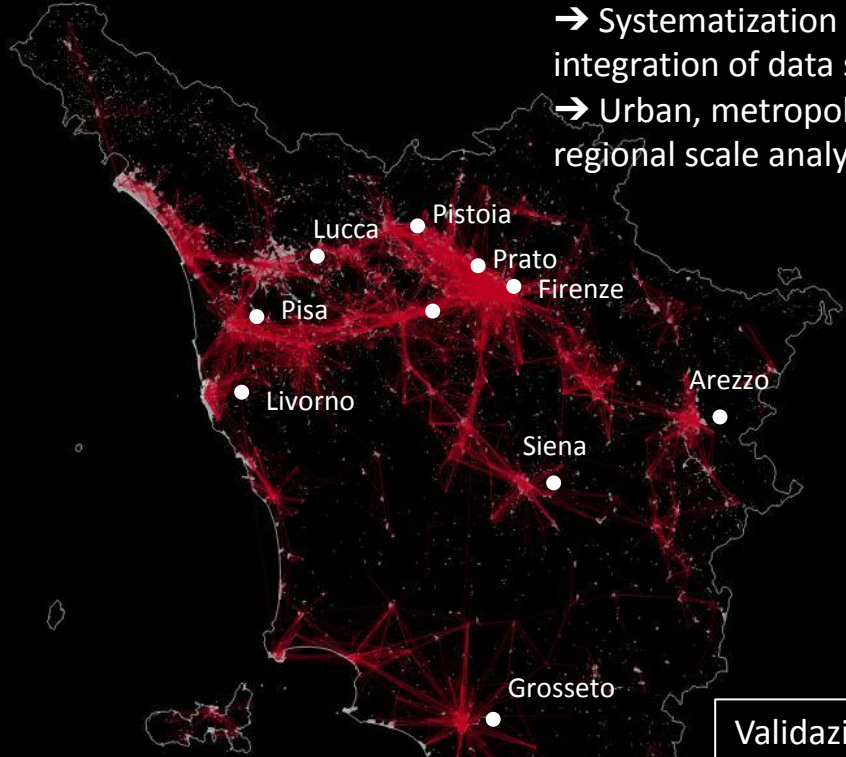 ➔ Systematization
integration of data
➔ Urban,
regional scale
Pistoia
Lucca
Prato
Firenze
Pisa
Arezzo
Livorno
Siena
Grosseto